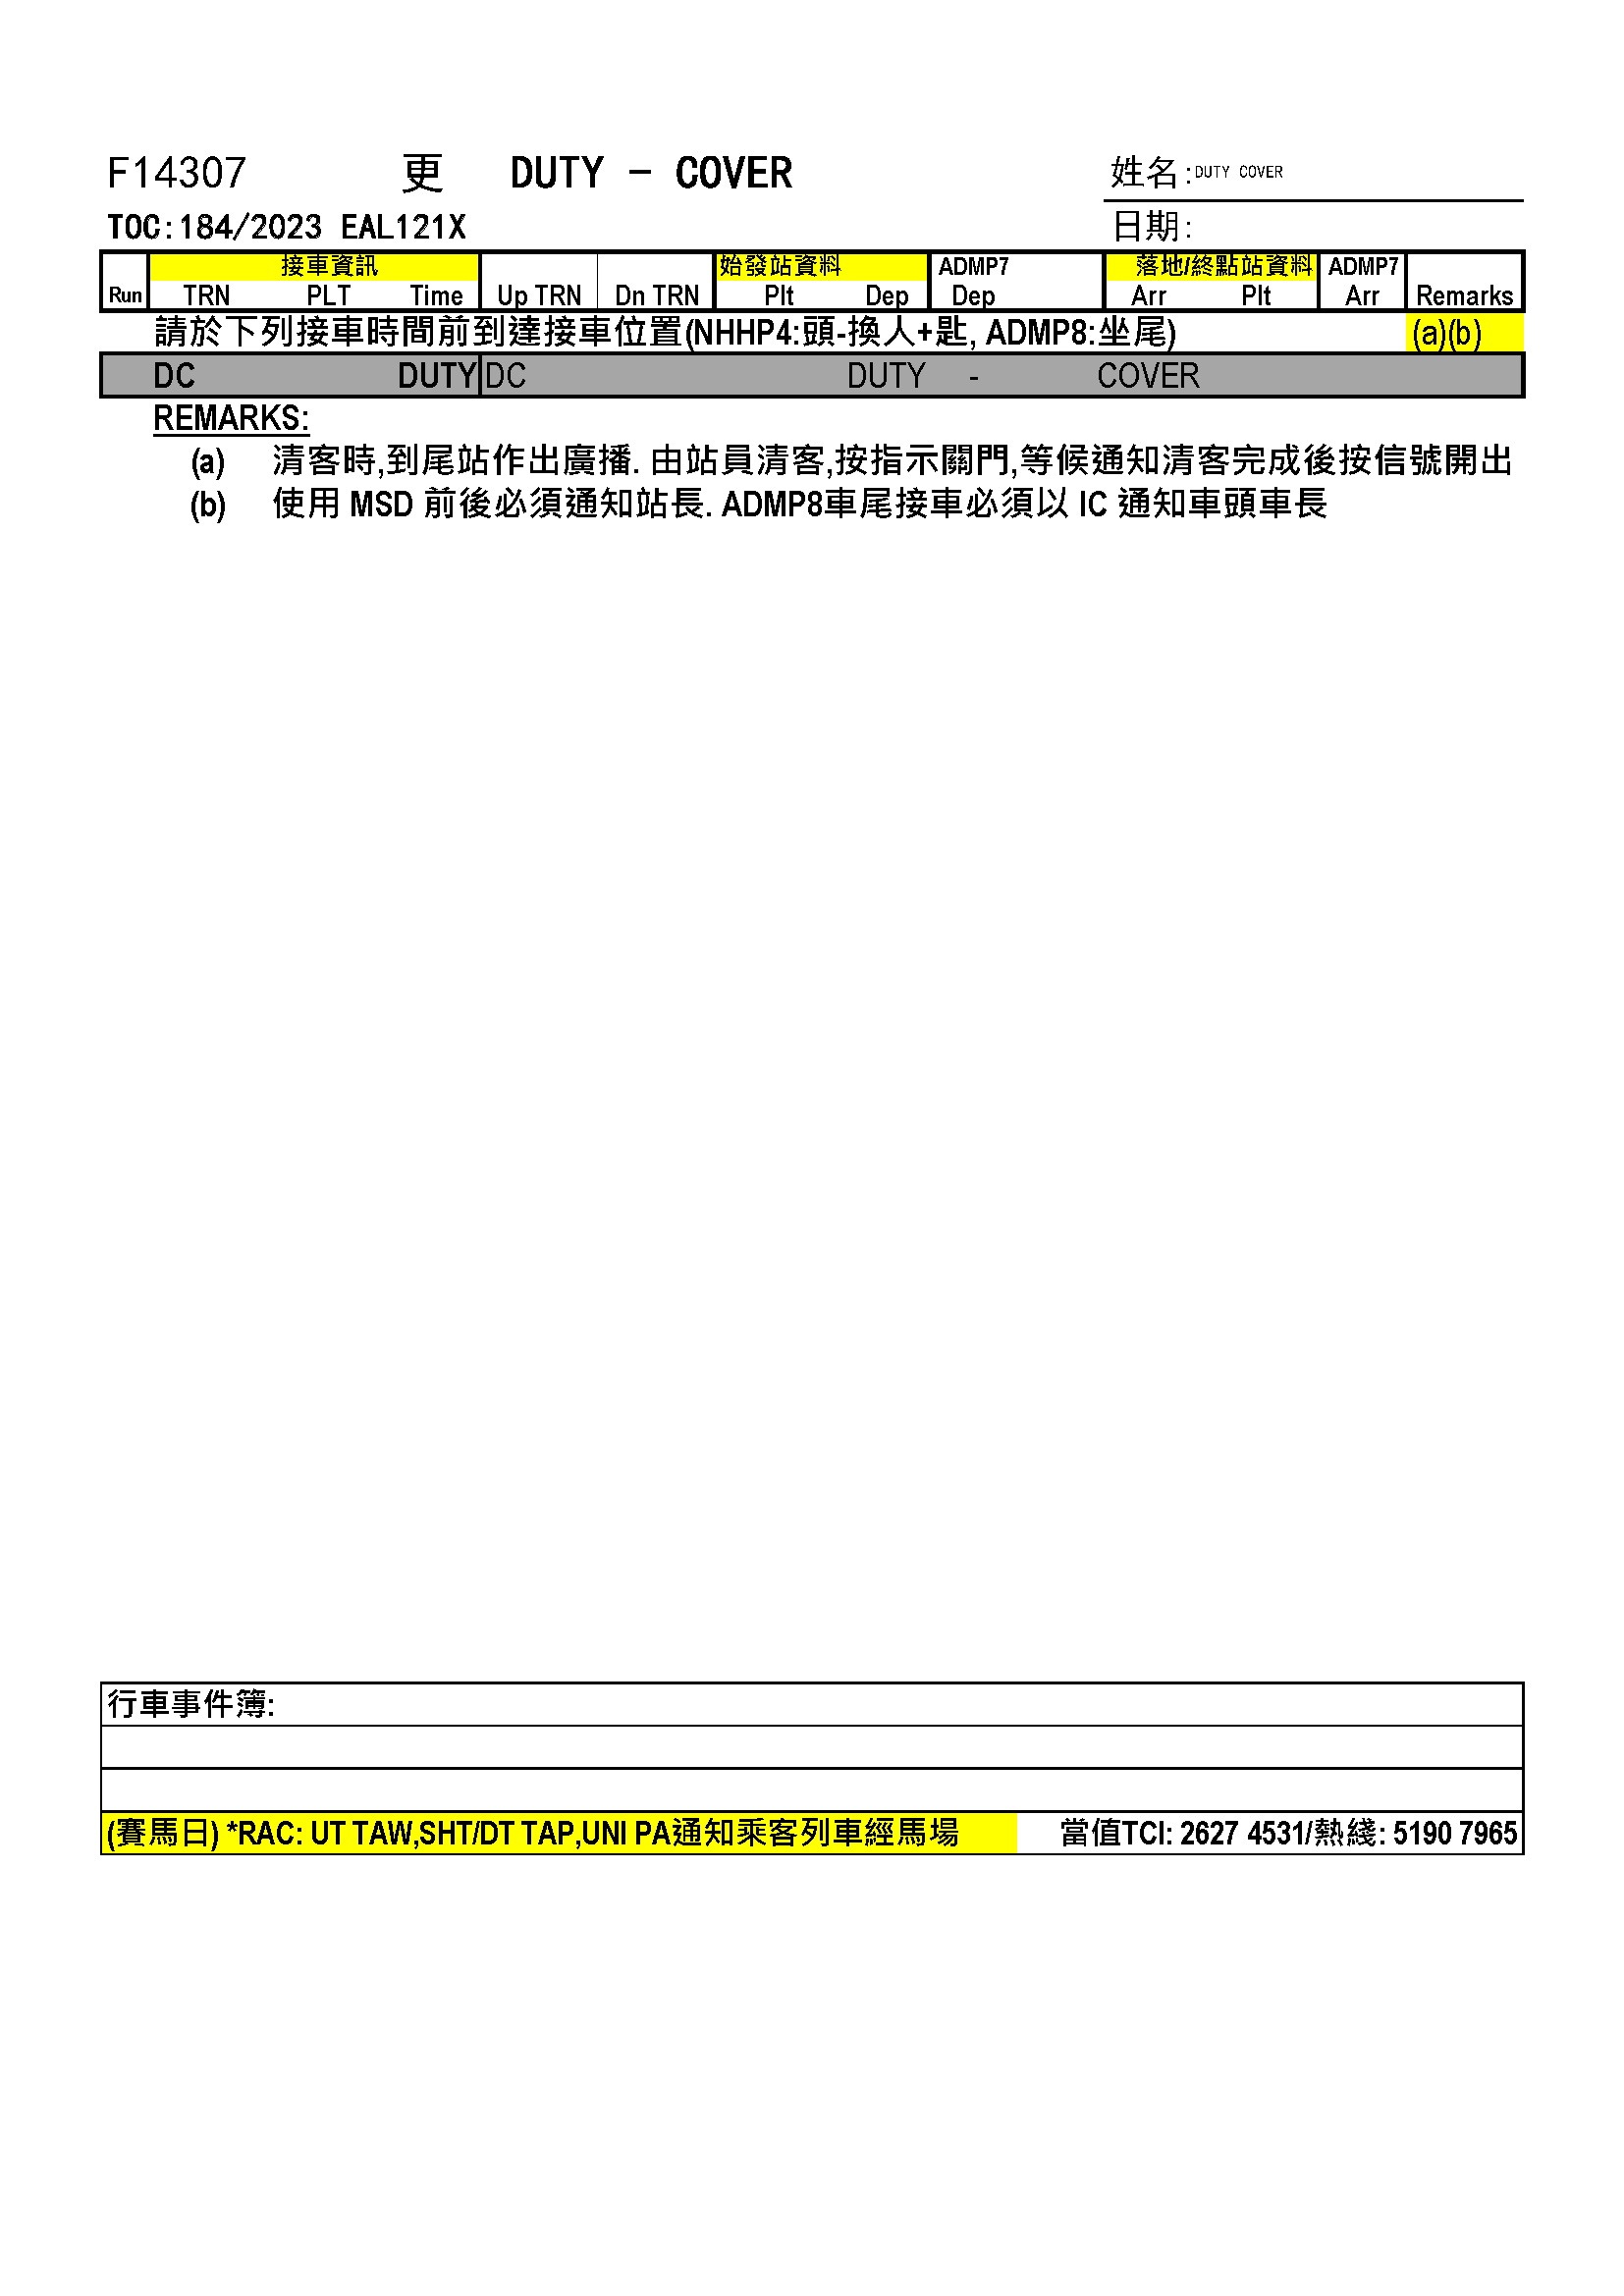 F14307 更 DUTY - COVER 姓名:DUTY COVER
TOC:184/2023 EAL121X 日期:
接車資訊 始發站資料 ADMP7 落地/終點站資料 ADMP7
Run TRN PLT Time Up TRN Dn TRN Plt Dep Dep Arr Plt Arr Remarks
請於下列接車時間前到達接車位置(NHHP4:頭-換人+匙, ADMP8:坐尾) (a)(b)
DC DUTY DC DUTY - COVER
REMARKS:
(a) 清客時,到尾站作出廣播. 由站員清客,按指示關門,等候通知清客完成後按信號開出
(b) 使用 MSD 前後必須通知站長. ADMP8車尾接車必須以 IC 通知車頭車長
行車事件簿:
(賽馬日) *RAC: UT TAW,SHT/DT TAP,UNI PA通知乘客列車經馬場 當值TCI: 2627 4531/熱綫: 5190 7965